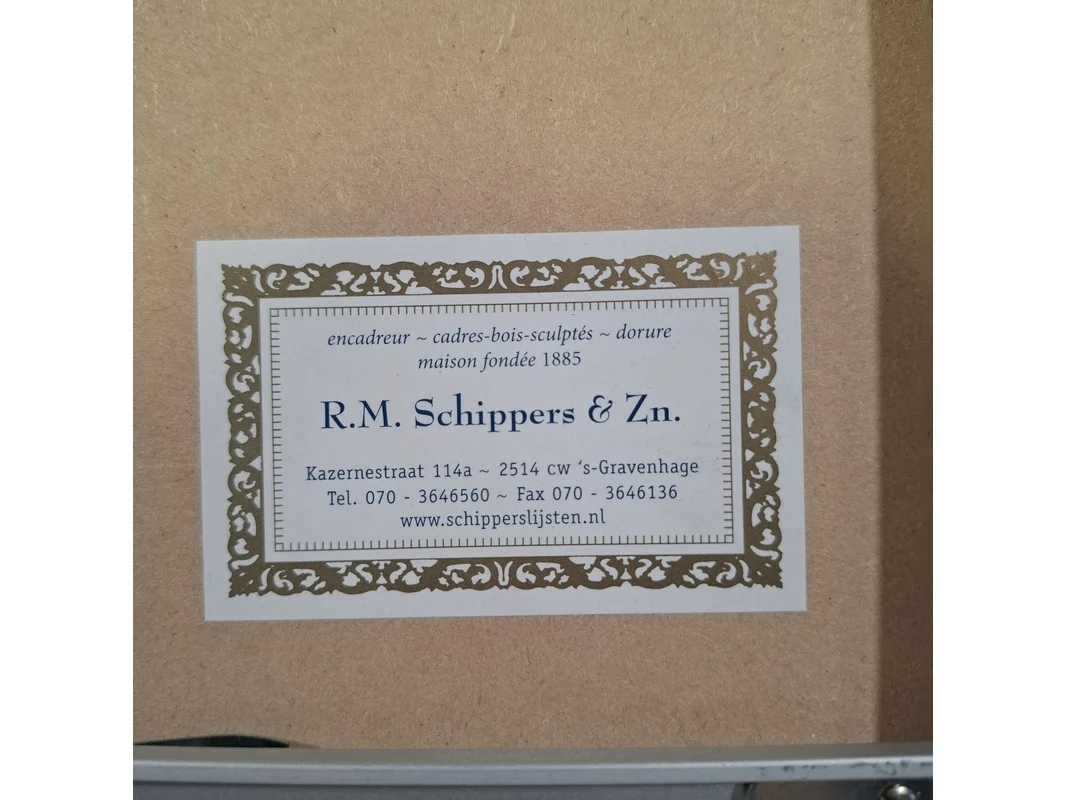 encadreur ~ cadres-bois-sculptés ~ dorure
maison fondée 1885
R.M. Schippers & Zn.
Kazernestraat 114a ~ 2514 CW 's-Gravenhage
Tel. 070 - 3646560 ~ Fax 070 - 3646136
www.schipperslijsten.nl